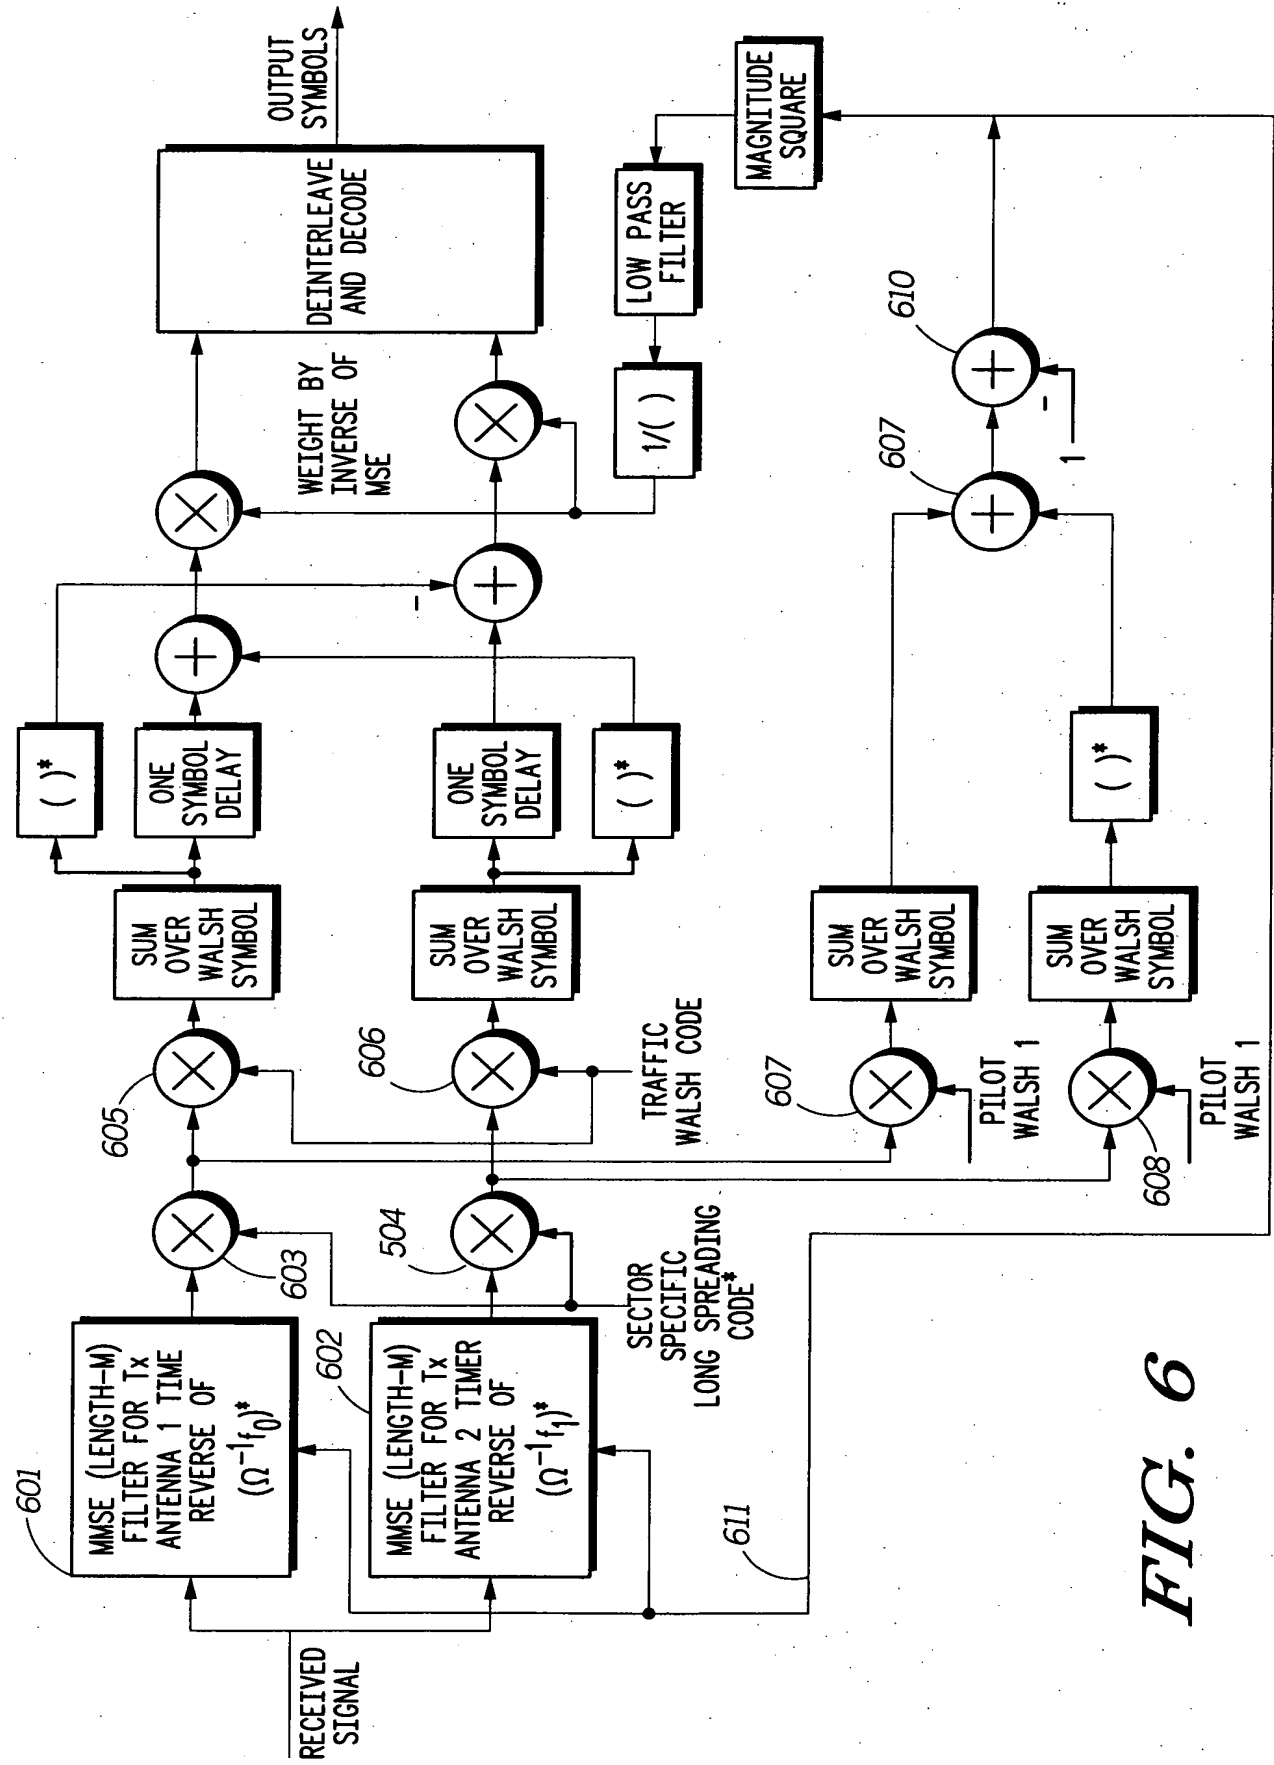 RECEIVED
SIGNAL
601
MMSE (LENGTH-M)
FILTER FOR Tx
ANTENNA 1 TIME
REVERSE OF
(Ω⁻¹f₀)*
602
MMSE (LENGTH-M)
FILTER FOR Tx
ANTENNA 2 TIMER
REVERSE OF
(Ω⁻¹f₁)*
603
504
SECTOR
SPECIFIC
LONG SPREADING
CODE*
605
606
TRAFFIC
WALSH CODE
SUM
OVER
WALSH
SYMBOL
SUM
OVER
WALSH
SYMBOL
( )*
ONE
SYMBOL
DELAY
ONE
SYMBOL
DELAY
( )*
+
-
+
×
×
WEIGHT BY
INVERSE OF
MSE
DEINTERLEAVE
AND DECODE
OUTPUT
SYMBOLS
1/( )
LOW PASS
FILTER
MAGNITUDE
SQUARE
607
PILOT
WALSH 1
608
PILOT
WALSH 1
SUM
OVER
WALSH
SYMBOL
SUM
OVER
WALSH
SYMBOL
( )*
607
+
610
+
-
1
611
FIG. 6